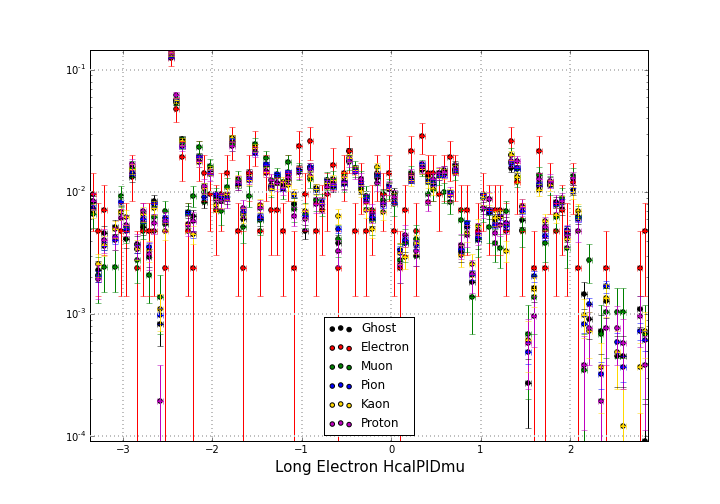 10⁻¹
10⁻²
10⁻³
10⁻⁴
−3 −2 −1 0 1 2
Ghost
Electron
Muon
Pion
Kaon
Proton
Long Electron HcalPIDmu